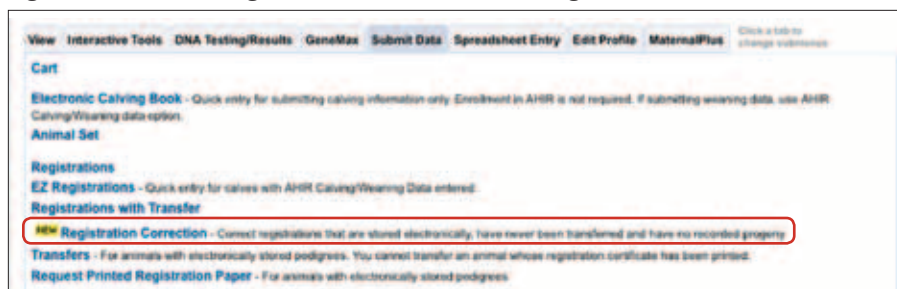 View Interactive Tools DNA Testing/Results GeneMax Submit Data Spreadsheet Entry Edit Profile MaternalPlus Click a tab to
change submenus
Cart
Electronic Calving Book - Quick entry for submitting calving information only. Enrollment in AHIR is not required. If submitting weaning data, use AHIR
Calving/Weaning data option.
Animal Set
Registrations
EZ Registrations - Quick entry for calves with AHIR Calving/Weaning Data entered.
Registrations with Transfer
NEW Registration Correction - Correct registrations that are stored electronically, have never been transferred and have no recorded progeny.
Transfers - For animals with electronically stored pedigrees. You cannot transfer an animal whose registration certificate has been printed.
Request Printed Registration Paper - For animals with electronically stored pedigrees